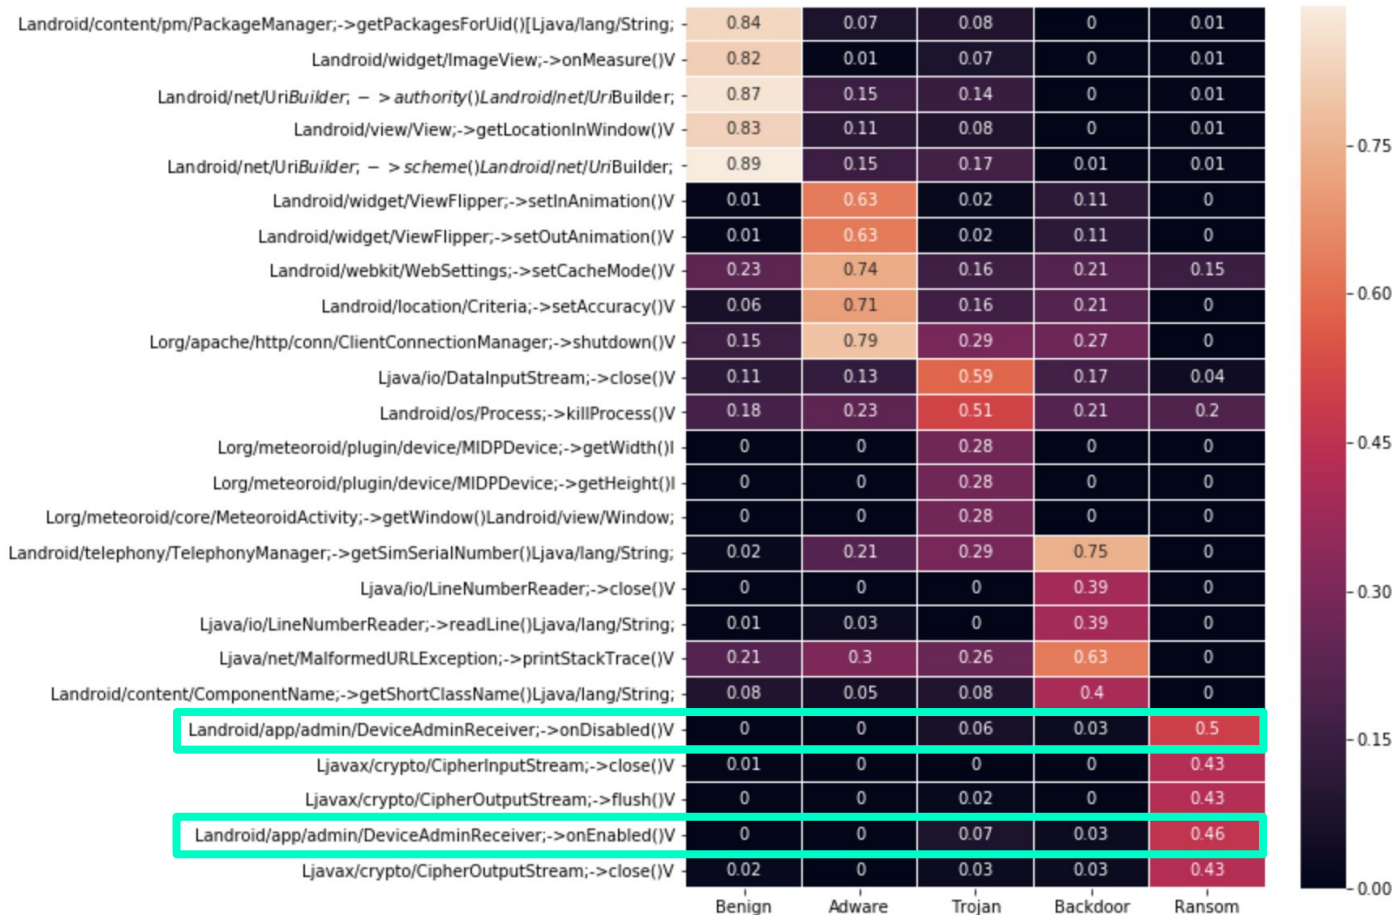 Landroid/content/pm/PackageManager;->getPackagesForUid()[Ljava/lang/String; 0.84 0.07 0.08 0 0.01
Landroid/widget/ImageView;->onMeasure()V 0.82 0.01 0.07 0 0.01
Landroid/net/UriBuilder; −>authority()Landroid/net/UriBuilder; 0.87 0.15 0.14 0 0.01
Landroid/view/View;->getLocationInWindow()V 0.83 0.11 0.08 0 0.01
Landroid/net/UriBuilder; −>scheme()Landroid/net/UriBuilder; 0.89 0.15 0.17 0.01 0.01
Landroid/widget/ViewFlipper;->setInAnimation()V 0.01 0.63 0.02 0.11 0
Landroid/widget/ViewFlipper;->setOutAnimation()V 0.01 0.63 0.02 0.11 0
Landroid/webkit/WebSettings;->setCacheMode()V 0.23 0.74 0.16 0.21 0.15
Landroid/location/Criteria;->setAccuracy()V 0.06 0.71 0.16 0.21 0
Lorg/apache/http/conn/ClientConnectionManager;->shutdown()V 0.15 0.79 0.29 0.27 0
Ljava/io/DataInputStream;->close()V 0.11 0.13 0.59 0.17 0.04
Landroid/os/Process;->killProcess()V 0.18 0.23 0.51 0.21 0.2
Lorg/meteoroid/plugin/device/MIDPDevice;->getWidth()I 0 0 0.28 0 0
Lorg/meteoroid/plugin/device/MIDPDevice;->getHeight()I 0 0 0.28 0 0
Lorg/meteoroid/core/MeteoroidActivity;->getWindow()Landroid/view/Window; 0 0 0.28 0 0
Landroid/telephony/TelephonyManager;->getSimSerialNumber()Ljava/lang/String; 0.02 0.21 0.29 0.75 0
Ljava/io/LineNumberReader;->close()V 0 0 0 0.39 0
Ljava/io/LineNumberReader;->readLine()Ljava/lang/String; 0.01 0.03 0 0.39 0
Ljava/net/MalformedURLException;->printStackTrace()V 0.21 0.3 0.26 0.63 0
Landroid/content/ComponentName;->getShortClassName()Ljava/lang/String; 0.08 0.05 0.08 0.4 0
Landroid/app/admin/DeviceAdminReceiver;->onDisabled()V 0 0 0.06 0.03 0.5
Ljavax/crypto/CipherInputStream;->close()V 0.01 0 0 0 0.43
Ljavax/crypto/CipherOutputStream;->flush()V 0 0 0.02 0 0.43
Landroid/app/admin/DeviceAdminReceiver;->onEnabled()V 0 0 0.07 0.03 0.46
Ljavax/crypto/CipherOutputStream;->close()V 0.02 0 0.03 0.03 0.43
Benign Adware Trojan Backdoor Ransom
0.75
0.60
0.45
0.30
0.15
0.00